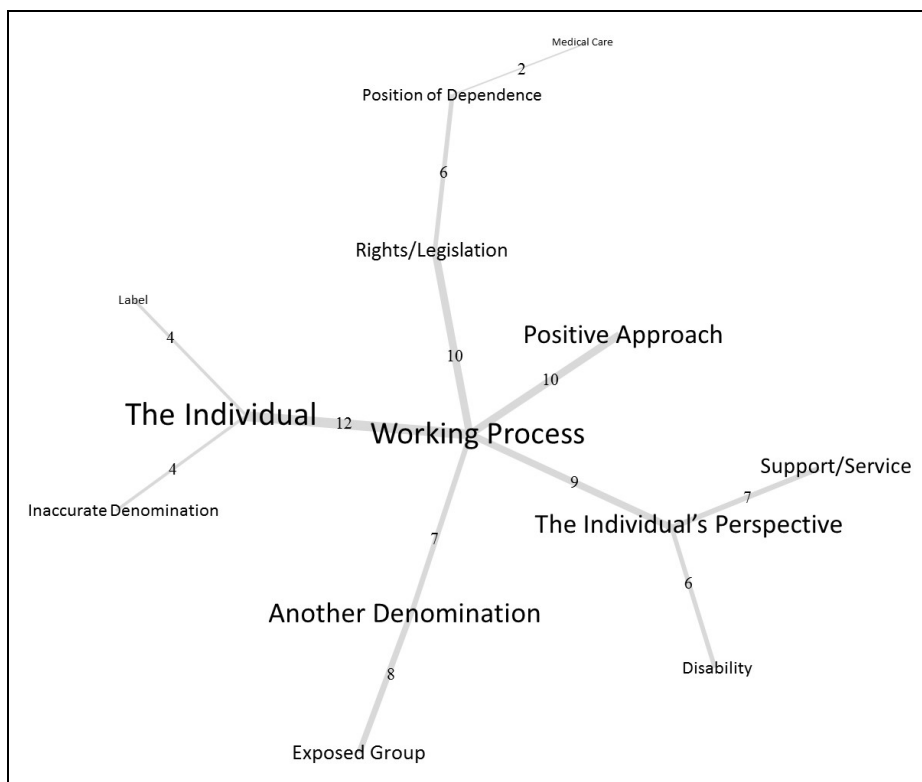 Medical Care
2
Position of Dependence
6
Rights/Legislation
Label
4
10
Positive Approach
10
The Individual
12
Working Process
4
9
Support/Service
7
Inaccurate Denomination
The Individual’s Perspective
7
6
Another Denomination
Disability
8
Exposed Group